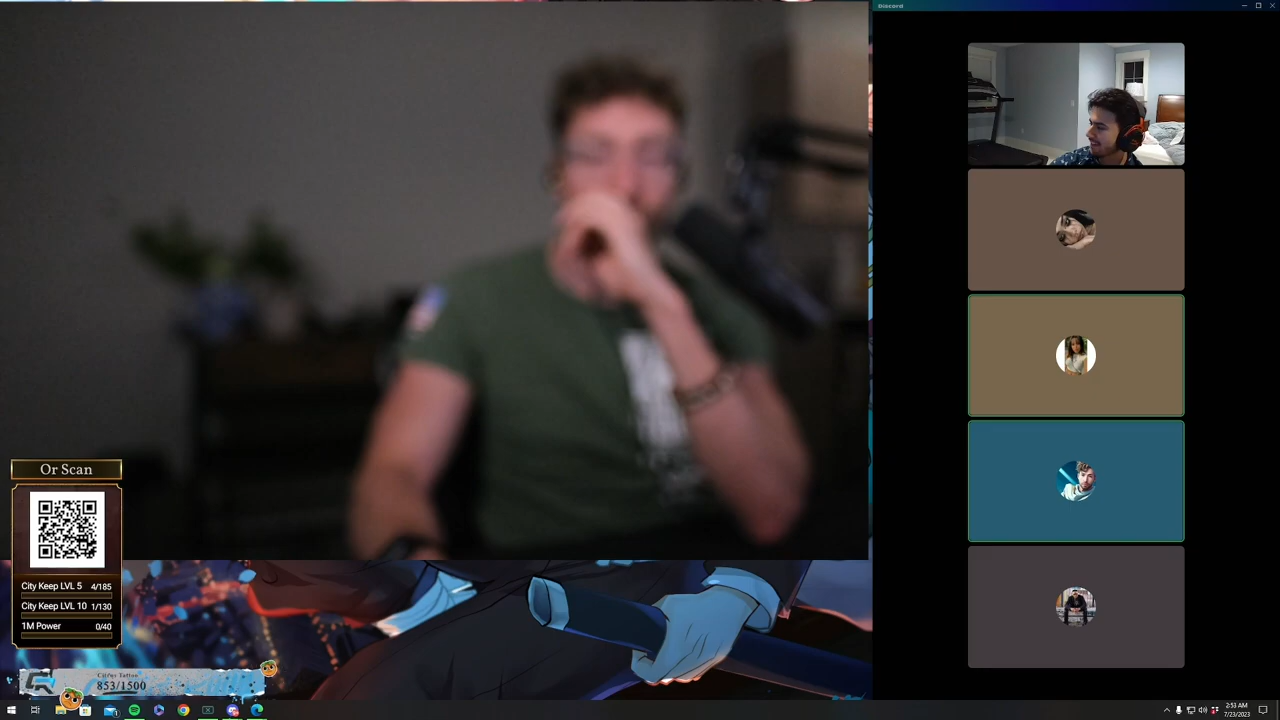 Discord
Or Scan
City Keep LVL 5 4/185
City Keep LVL 10 1/130
1M Power 0/40
853/1500
2:53 AM
7/23/2023